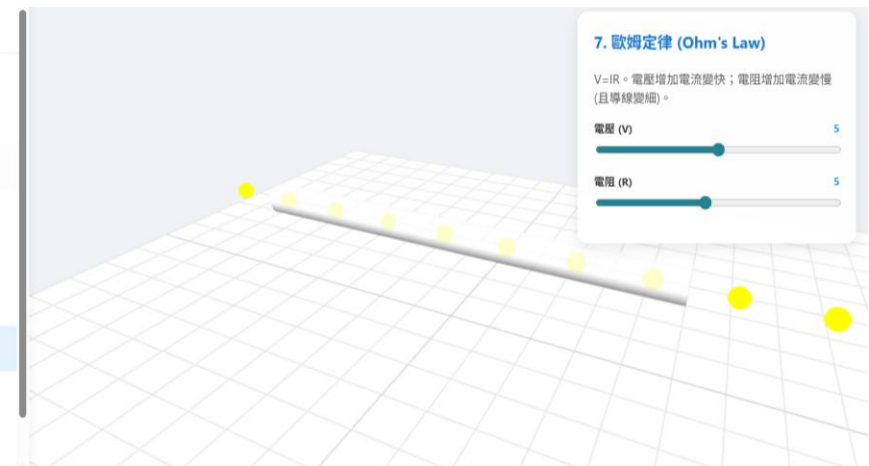 7. 歐姆定律 (Ohm's Law)
V=IR。電壓增加電流變快；電阻增加電流變慢
(且導線變細)。
電壓 (V) 5
電阻 (R) 5